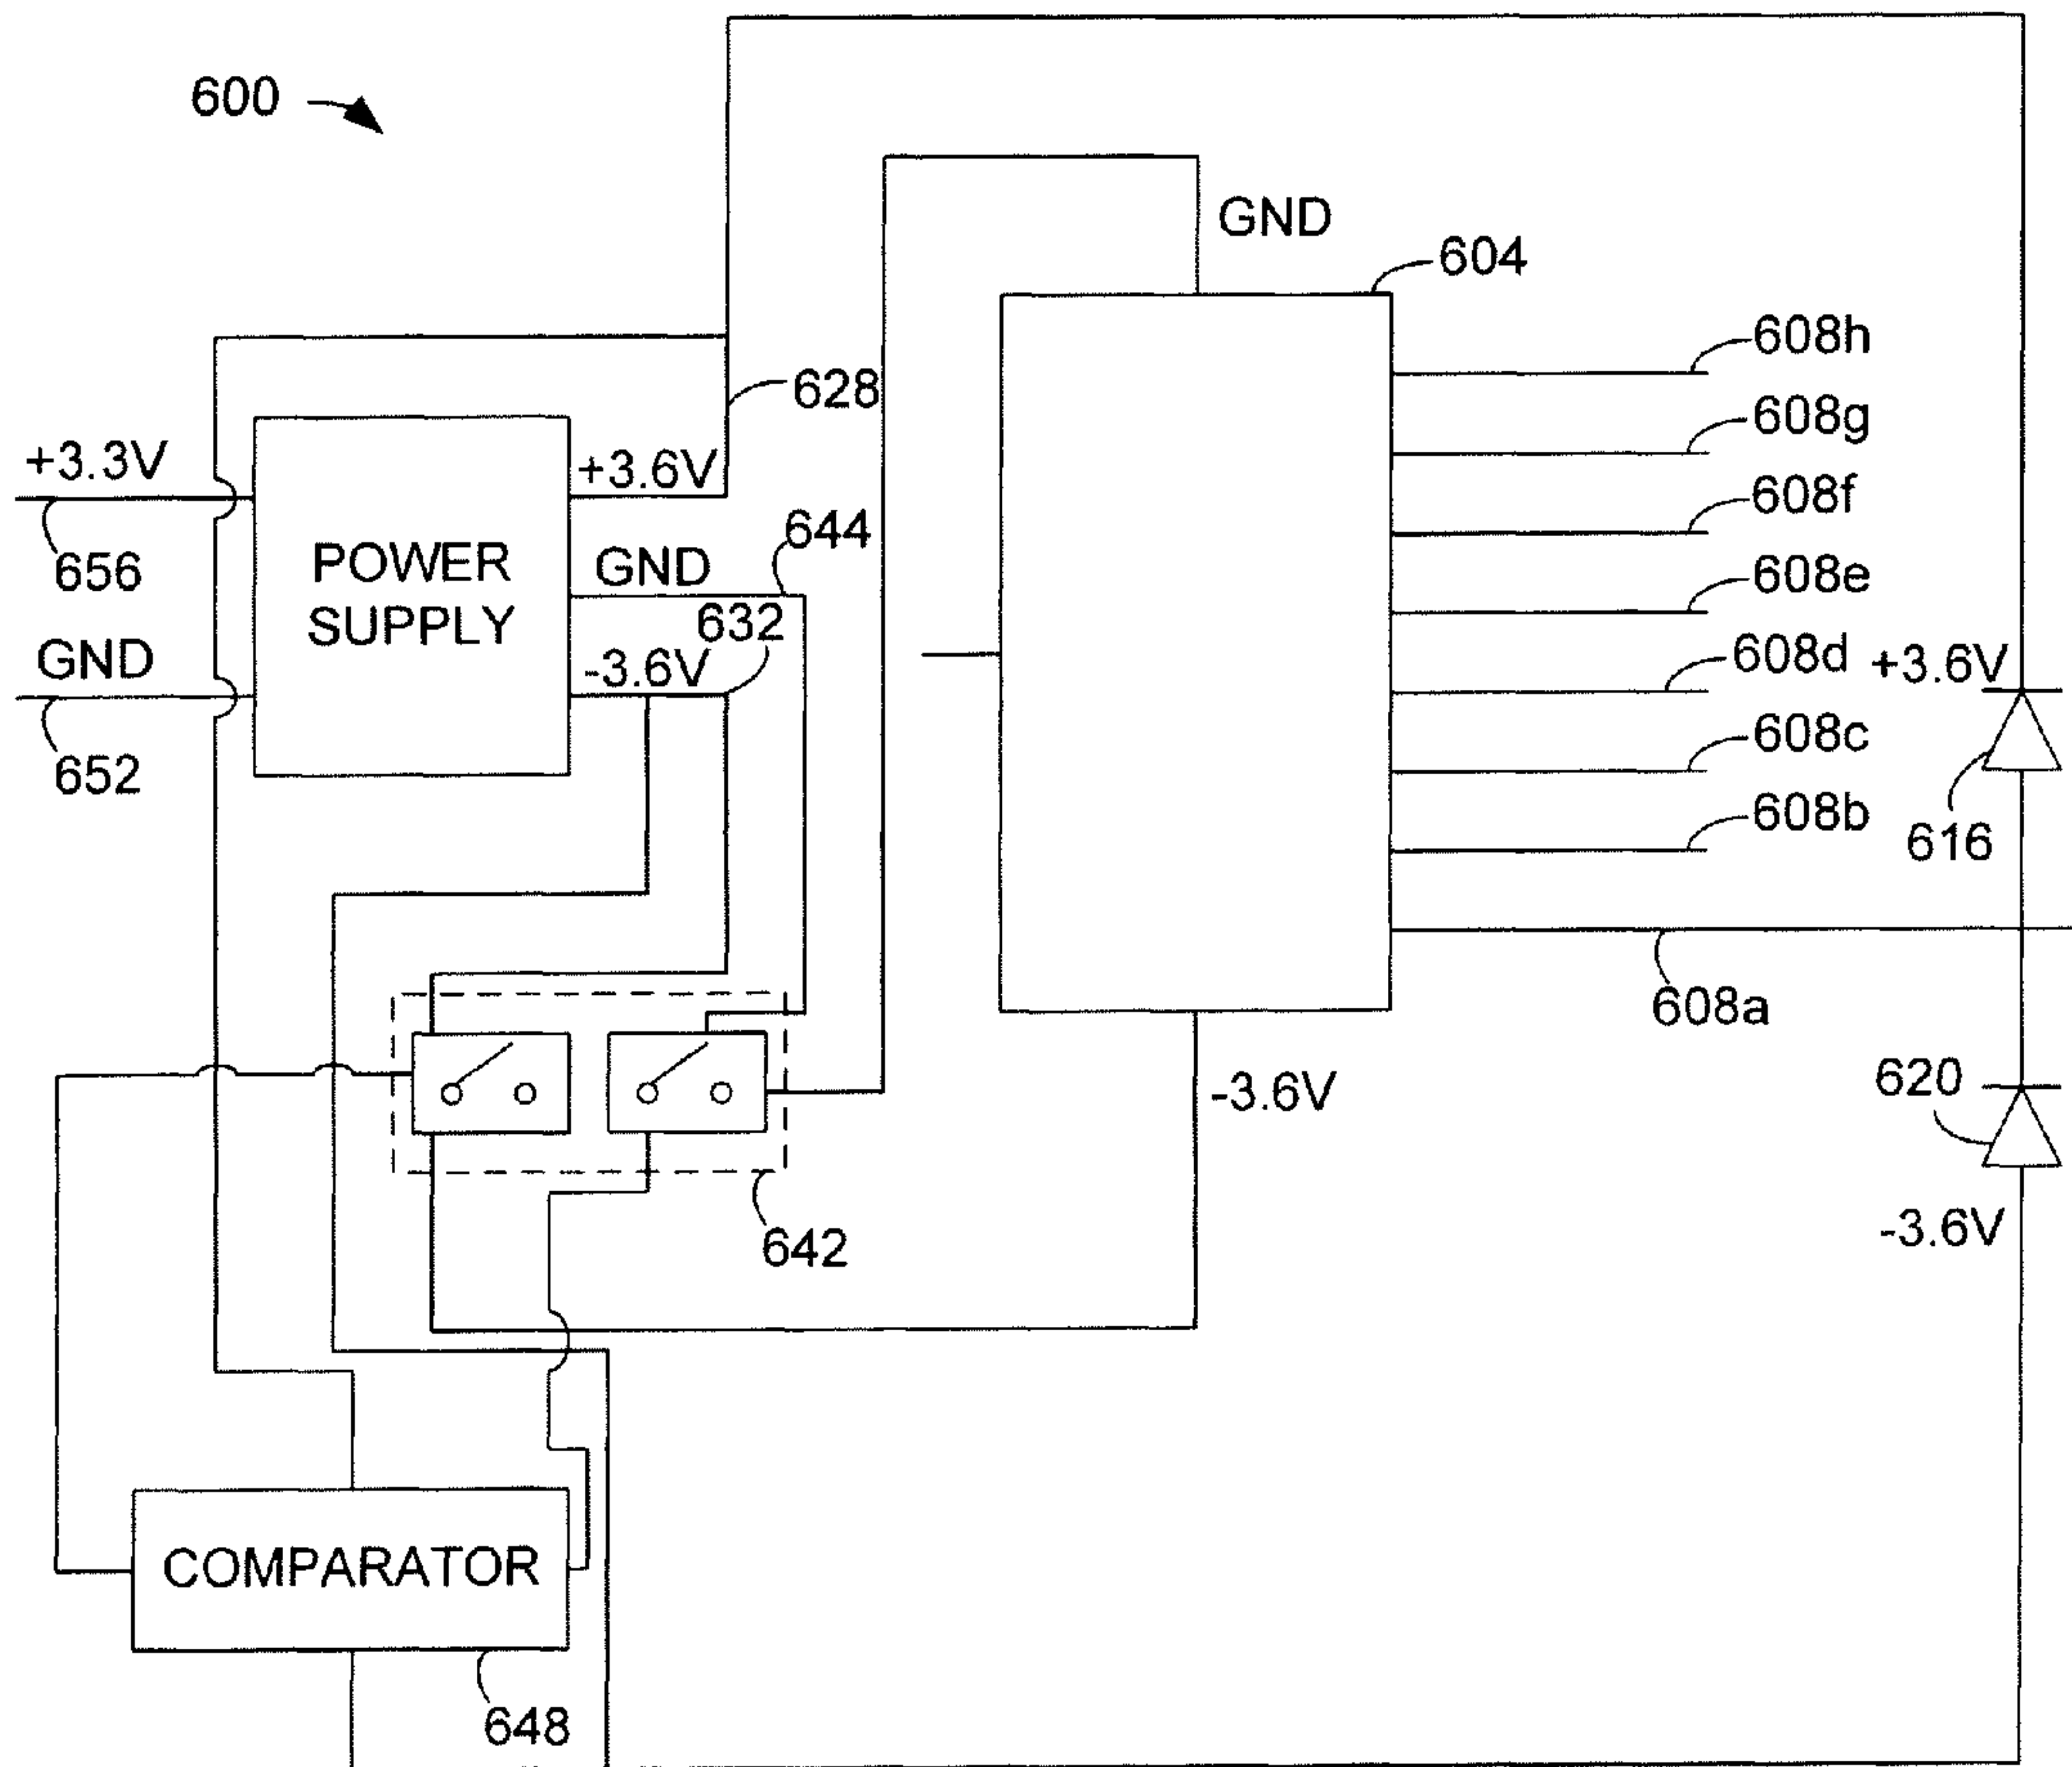 600
GND
604
608h
628
608g
+3.3V
+3.6V
608f
644
656
POWER
SUPPLY
GND
608e
632
GND
-3.6V
608d
+3.6V
652
608c
608b
616
608a
-3.6V
620
642
-3.6V
COMPARATOR
648